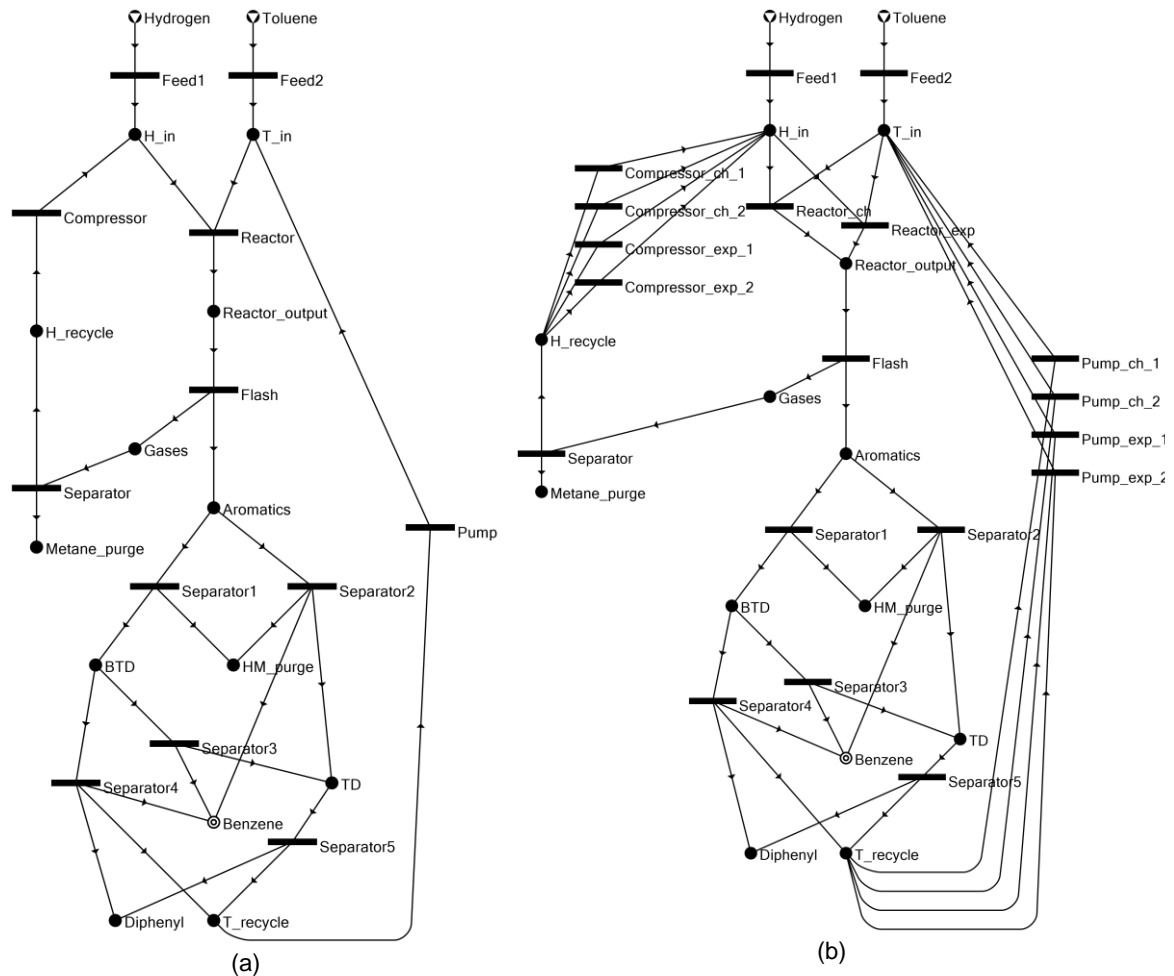 Hydrogen
Toluene
Feed1
Feed2
H_in
T_in
Compressor
Reactor
Reactor_output
H_recycle
Flash
Gases
Separator
Aromatics
Pump
Metane_purge
Separator1
Separator2
BTD
HM_purge
Separator3
Separator4
TD
Benzene
Separator5
Diphenyl
T_recycle
(a)
Hydrogen
Toluene
Feed1
Feed2
H_in
T_in
Compressor_ch_1
Compressor_ch_2
Reactor_ch
Reactor_exp
Compressor_exp_1
Reactor_output
Compressor_exp_2
H_recycle
Flash
Pump_ch_1
Gases
Pump_ch_2
Pump_exp_1
Separator
Aromatics
Pump_exp_2
Metane_purge
Separator1
Separator2
BTD
HM_purge
Separator3
Separator4
TD
Benzene
Separator5
Diphenyl
T_recycle
(b)